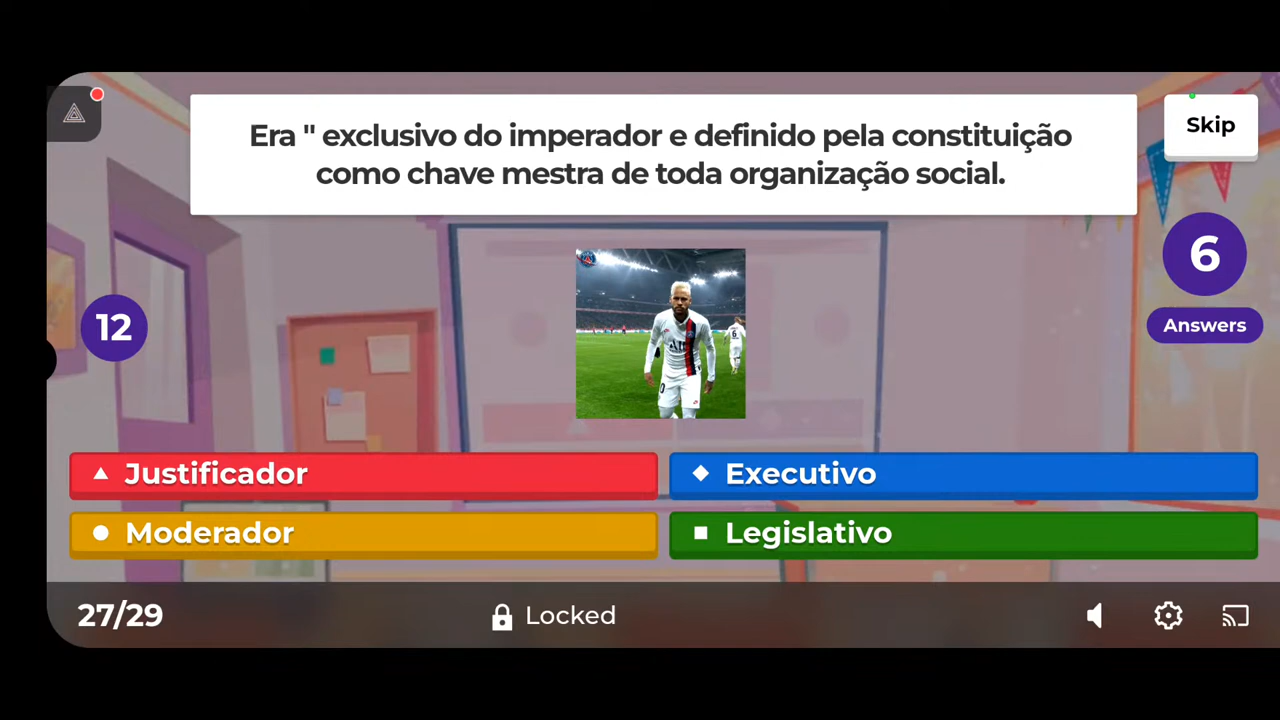 Era " exclusivo do imperador e definido pela constituição
como chave mestra de toda organização social.
Skip
6
Answers
12
Justificador
Executivo
Moderador
Legislativo
27/29
Locked